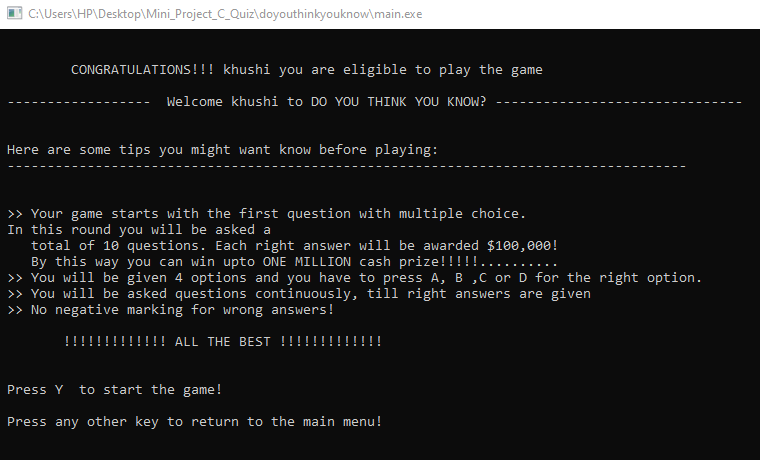 C:\Users\HP\Desktop\Mini_Project_C_Quiz\doyouthinkyouknow\main.exe
CONGRATULATIONS!!! khushi you are eligible to play the game
------------------  Welcome khushi to DO YOU THINK YOU KNOW? -------------------------------
Here are some tips you might want know before playing:
-------------------------------------------------------------------------------------
>> Your game starts with the first question with multiple choice.
In this round you will be asked a
total of 10 questions. Each right answer will be awarded $100,000!
By this way you can win upto ONE MILLION cash prize!!!!!..........
>> You will be given 4 options and you have to press A, B ,C or D for the right option.
>> You will be asked questions continuously, till right answers are given
>> No negative marking for wrong answers!
!!!!!!!!!!!!! ALL THE BEST !!!!!!!!!!!!!
Press Y  to start the game!
Press any other key to return to the main menu!